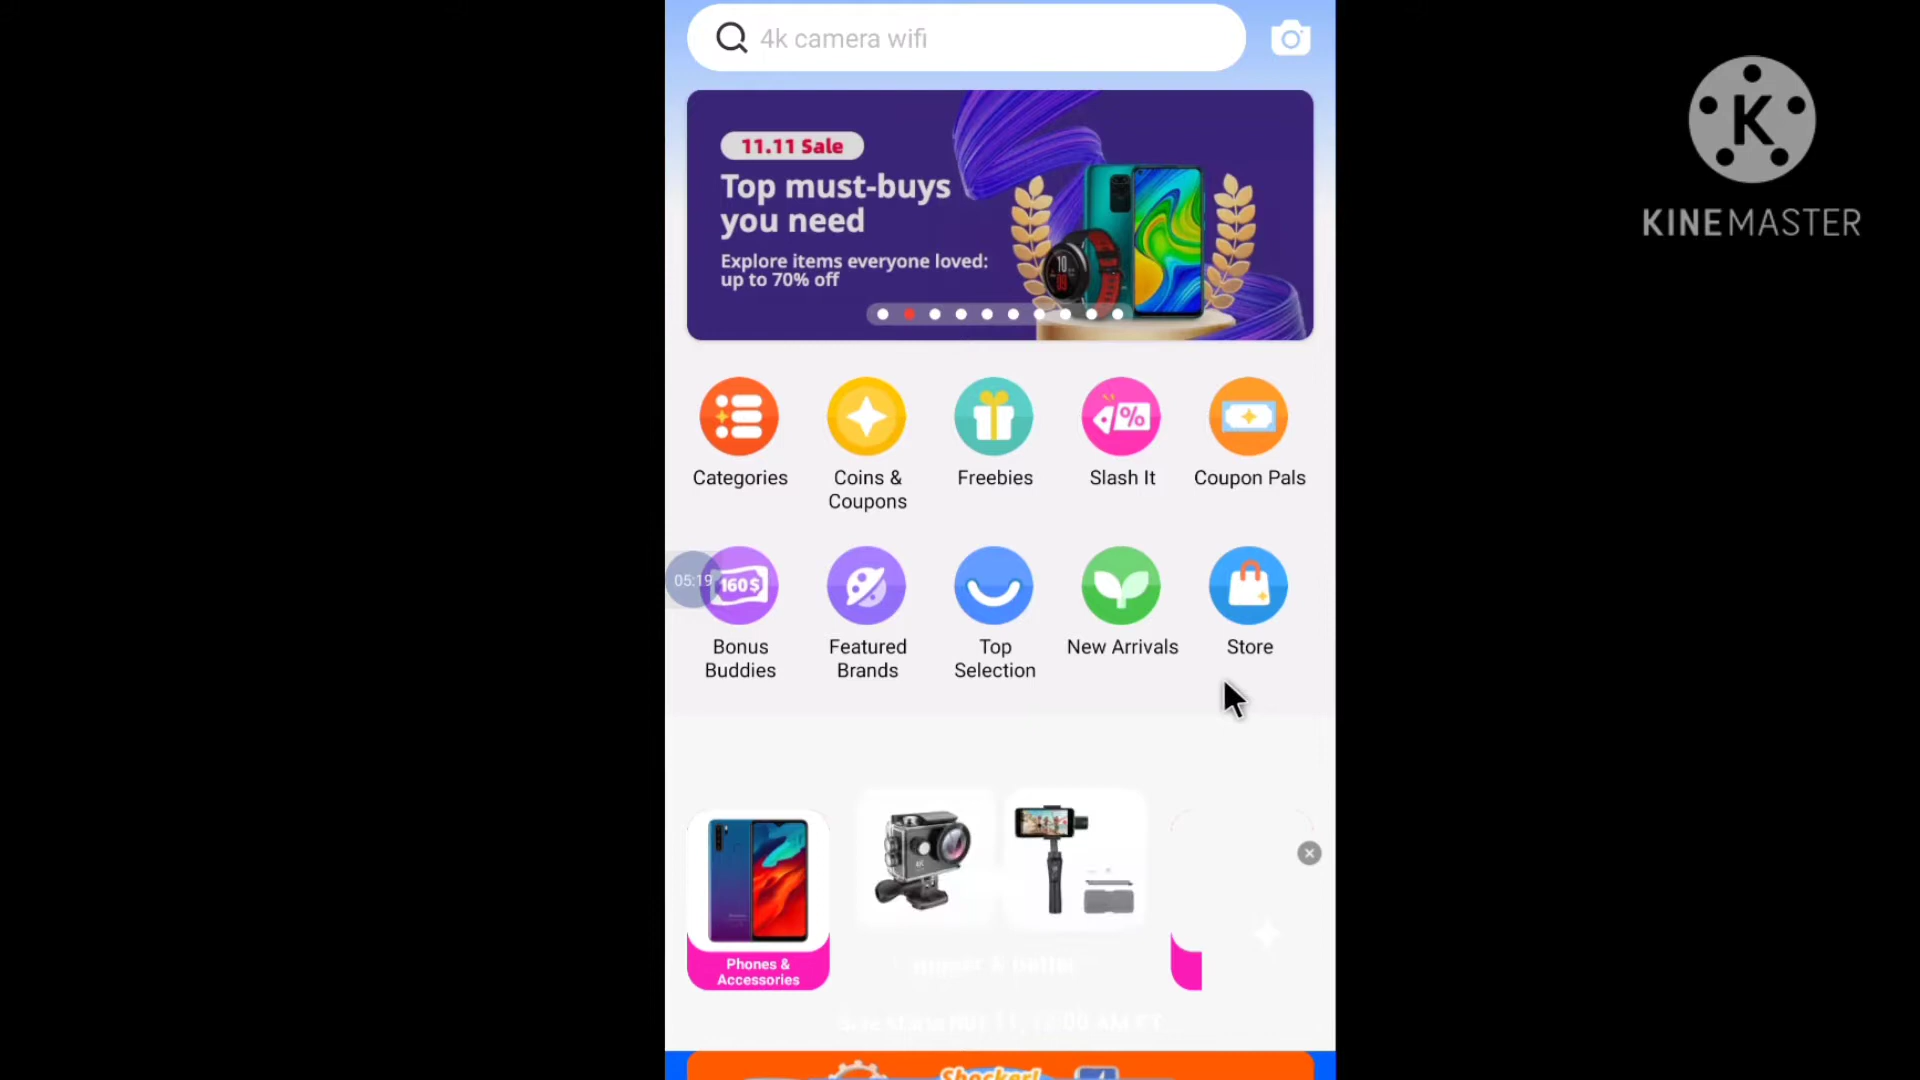 4k camera wifi
11.11 Sale
Top must-buys
you need
Explore items everyone loved:
up to 70% off
K
KINEMASTER
Categories
Coins &
Coupons
Freebies
%
Slash It
Coupon Pals
05:19
160$
Bonus
Buddies
Featured
Brands
Top
Selection
New Arrivals
Store
4K
Phones &
Accessories
Shocker!